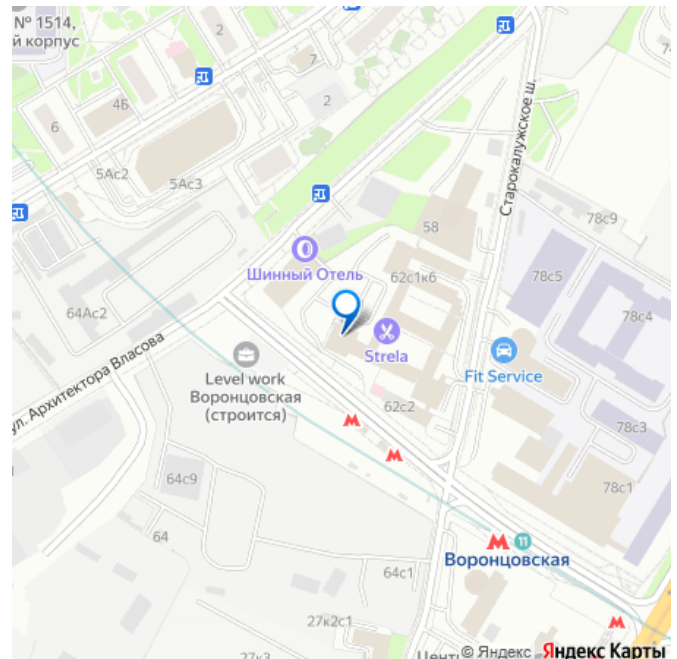 № 1514,
й корпус
2
7
4Б
2
6
5Ас2
5Ас3
Старокалужское ш.
78с9
58
Шинный Отель
62с1к6
78с5
78с4
64Ас2
Strela
ул. Архитектора Власова
Level work
Воронцовская
(строится)
Fit Service
62с2
78с3
64с9
78с1
64
11
Воронцовская
64с1
27к2с1
27к3
Цент
© Яндекс Яндекс Карты